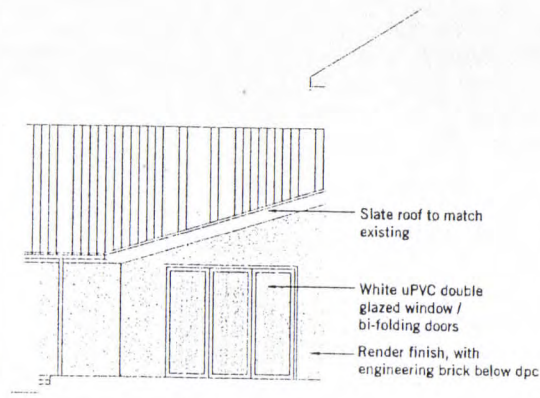 Slate roof to match
existing
White uPVC double
glazed window /
bi-folding doors
Render finish, with
engineering brick below dpc